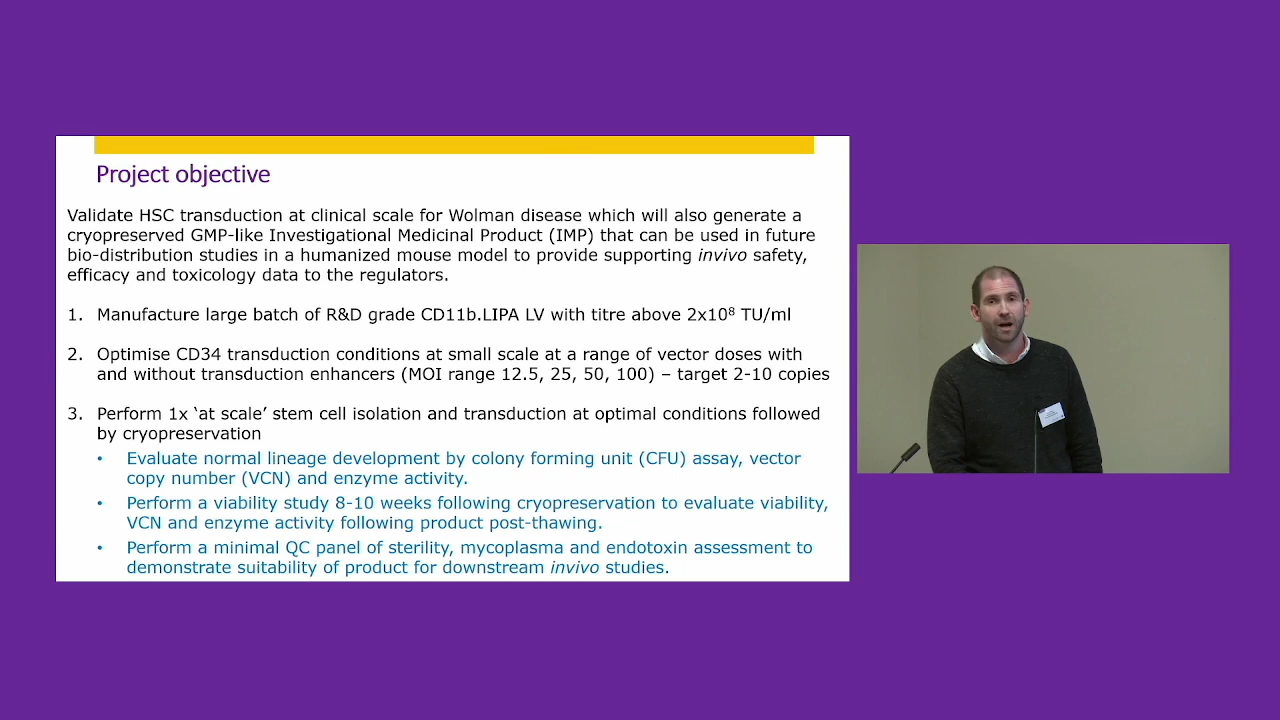 Project objective
Validate HSC transduction at clinical scale for Wolman disease which will also generate a
cryopreserved GMP-like Investigational Medicinal Product (IMP) that can be used in future
bio-distribution studies in a humanized mouse model to provide supporting invivo safety,
efficacy and toxicology data to the regulators.
1. Manufacture large batch of R&D grade CD11b.LIPA LV with titre above 2x10⁸ TU/ml
2. Optimise CD34 transduction conditions at small scale at a range of vector doses with
and without transduction enhancers (MOI range 12.5, 25, 50, 100) – target 2-10 copies
3. Perform 1x ‘at scale’ stem cell isolation and transduction at optimal conditions followed
by cryopreservation
• Evaluate normal lineage development by colony forming unit (CFU) assay, vector
copy number (VCN) and enzyme activity.
• Perform a viability study 8-10 weeks following cryopreservation to evaluate viability,
VCN and enzyme activity following product post-thawing.
• Perform a minimal QC panel of sterility, mycoplasma and endotoxin assessment to
demonstrate suitability of product for downstream invivo studies.